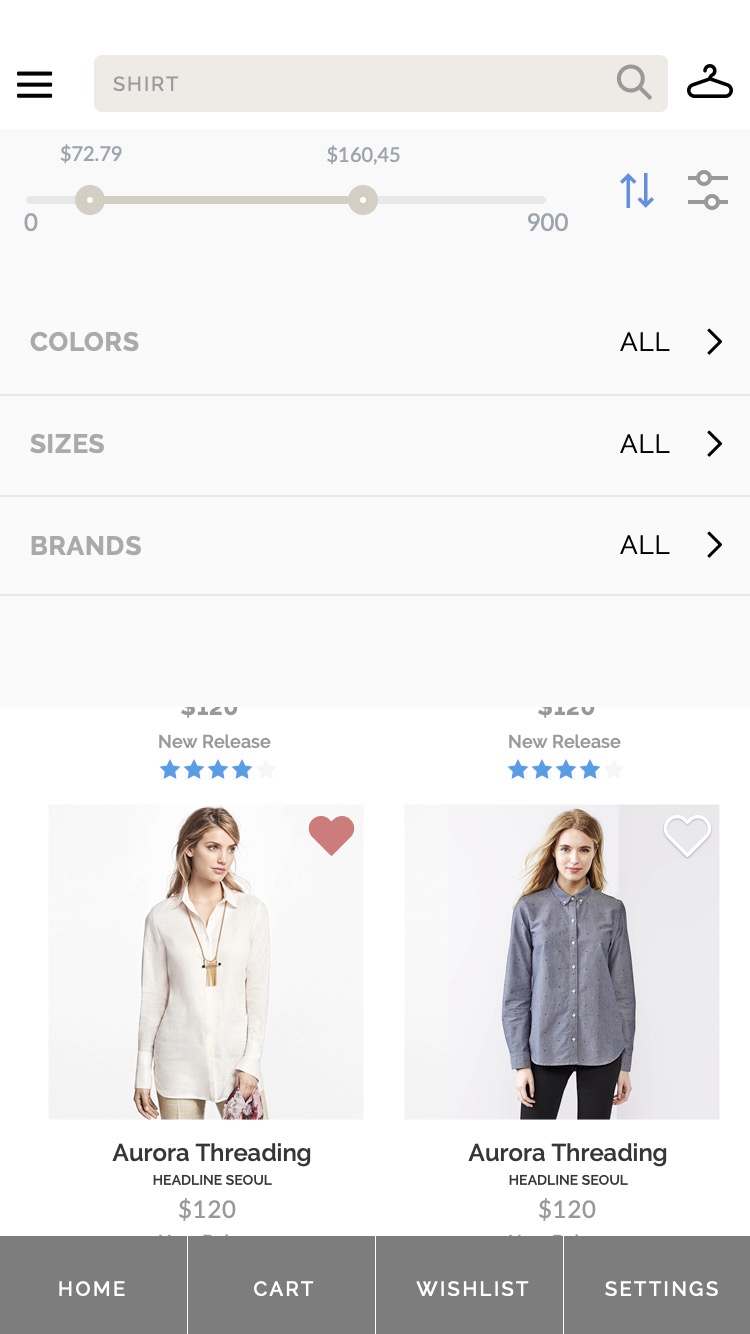 SHIRT
$72.79 $160,45
0 900
COLORS ALL
SIZES ALL
BRANDS ALL
$120 $120
New Release New Release
Aurora Threading Aurora Threading
HEADLINE SEOUL HEADLINE SEOUL
$120 $120
HOME CART WISHLIST SETTINGS